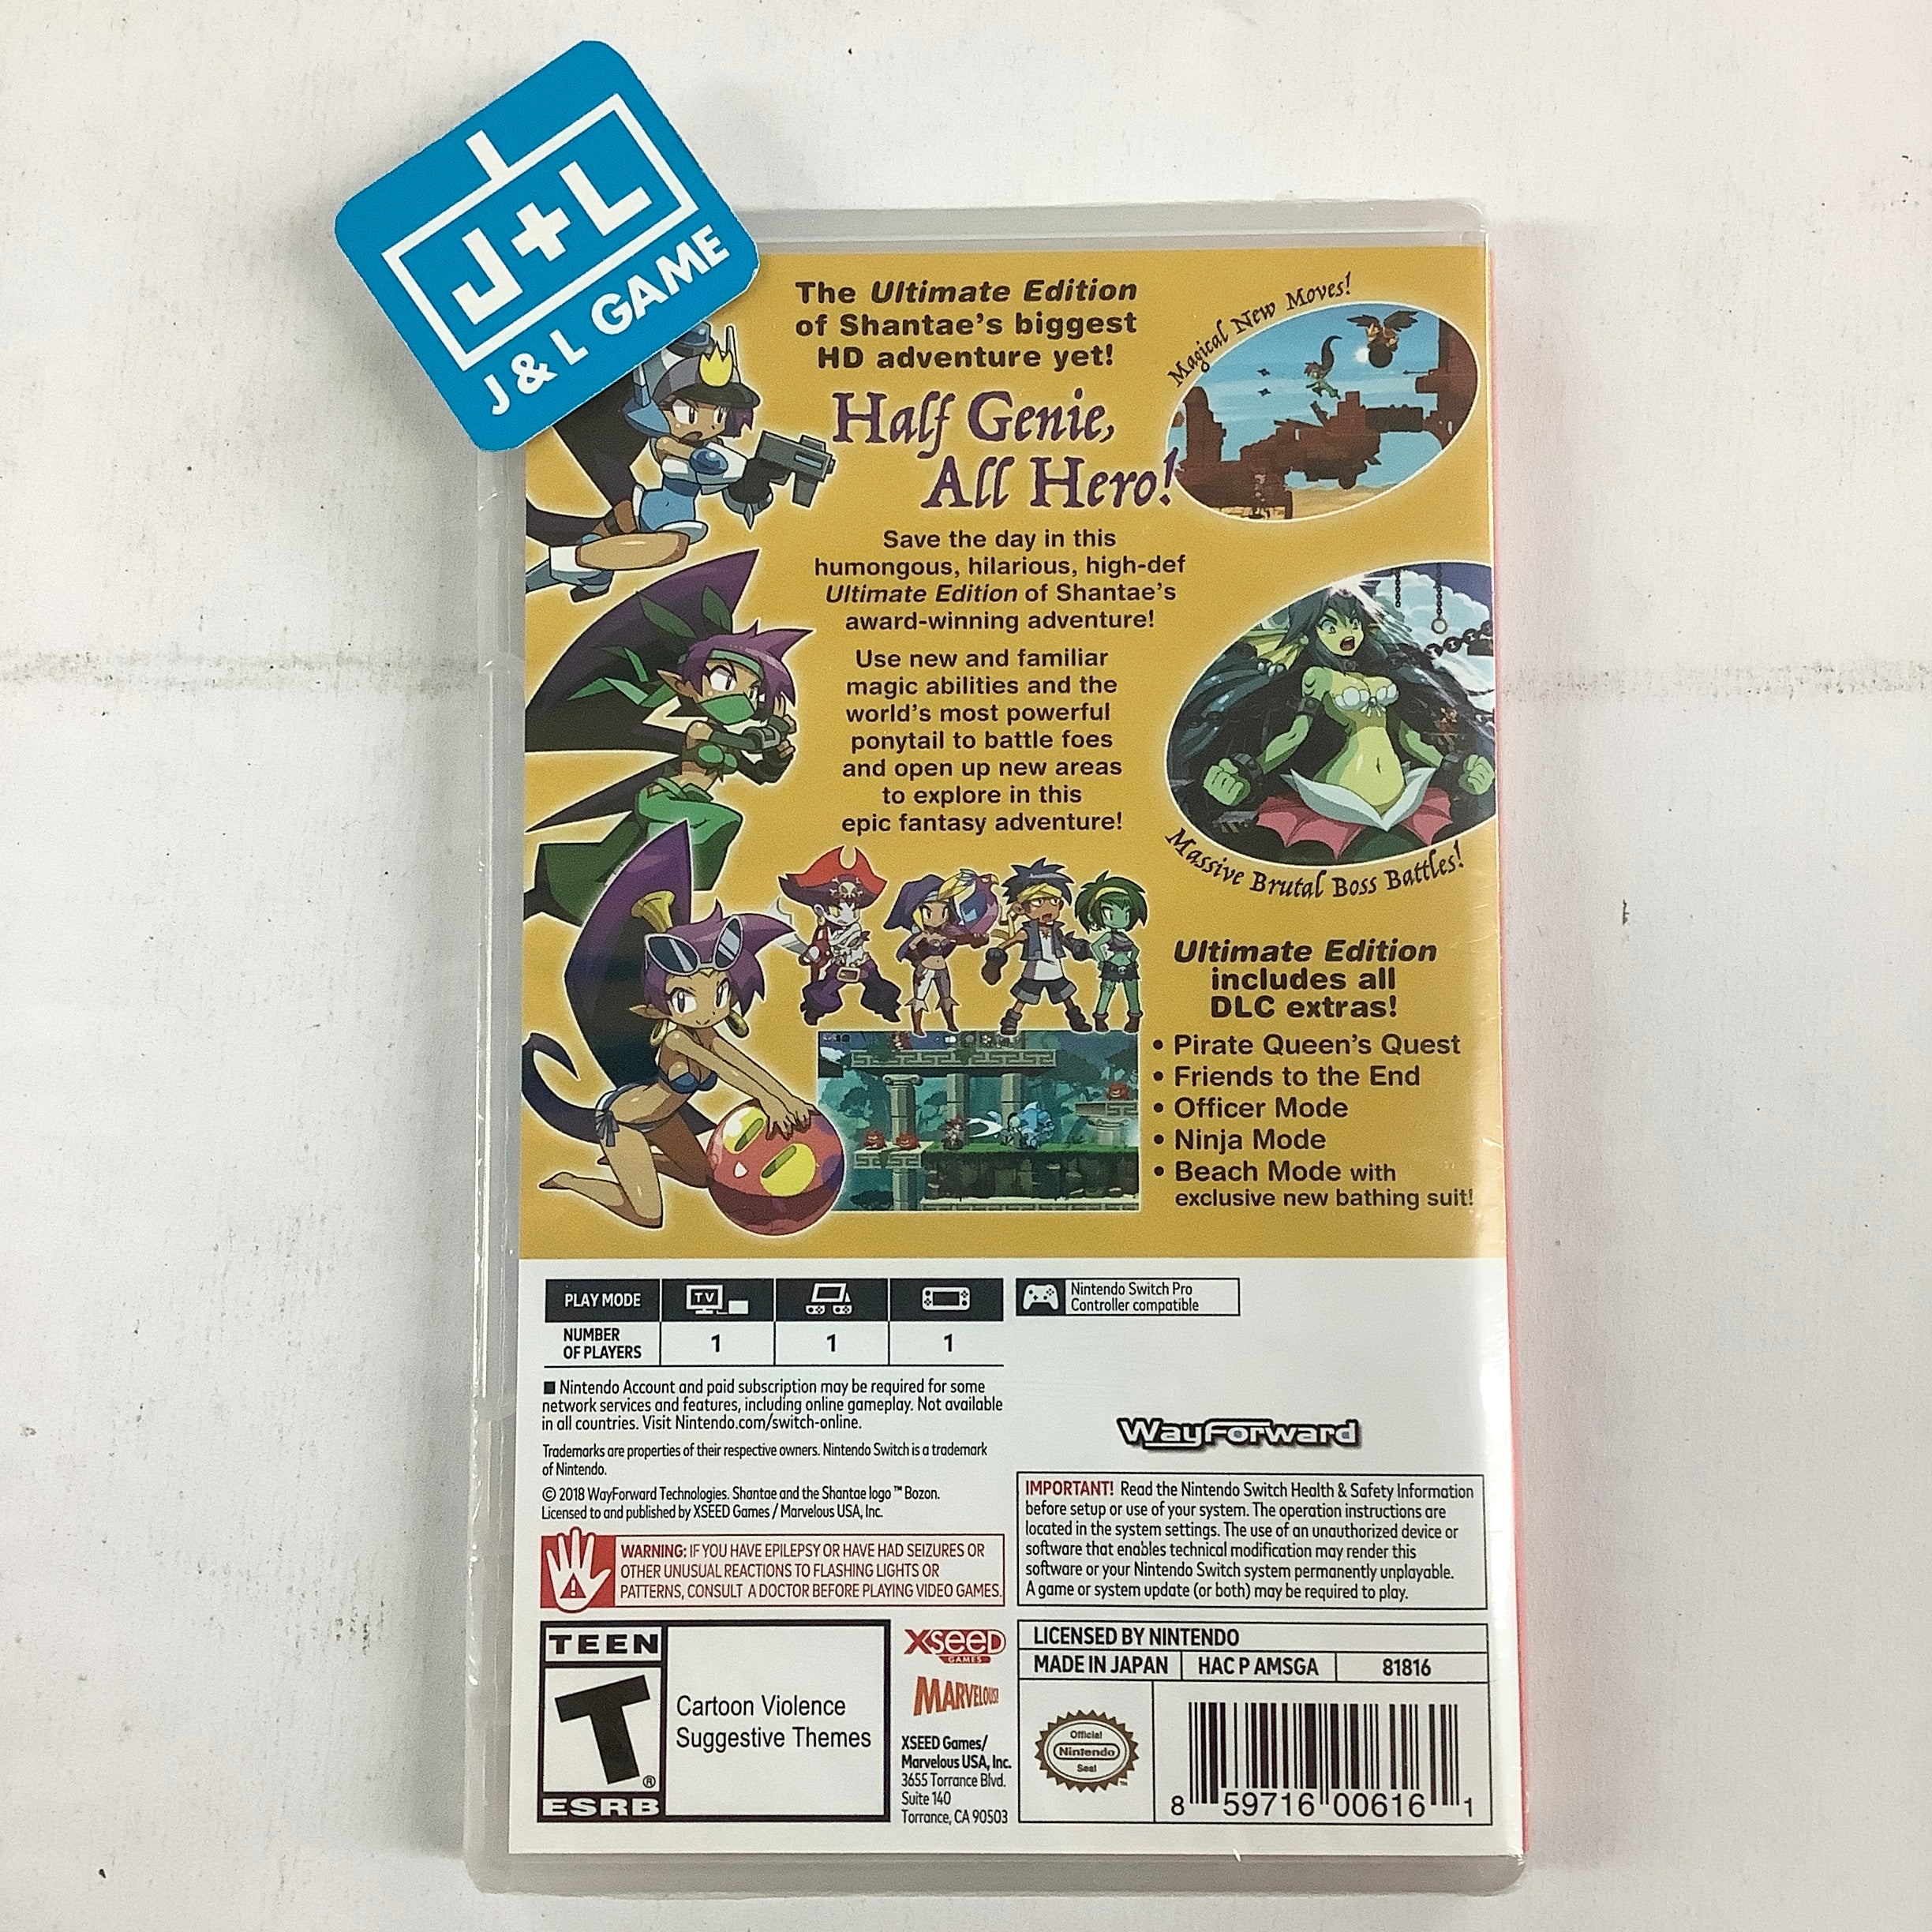 J+L
J & L GAME
The Ultimate Edition
of Shantae's biggest
HD adventure yet!
Half Genie,
All Hero!
Magical New Moves!
Save the day in this
humongous, hilarious, high-def
Ultimate Edition of Shantae's
award-winning adventure!
Use new and familiar
magic abilities and the
world's most powerful
ponytail to battle foes
and open up new areas
to explore in this
epic fantasy adventure!
Massive Brutal Boss Battles!
Ultimate Edition
includes all
DLC extras!
• Pirate Queen's Quest
• Friends to the End
• Officer Mode
• Ninja Mode
• Beach Mode with
exclusive new bathing suit!
PLAY MODE
TV
NUMBER
OF PLAYERS
1 1 1
Nintendo Switch Pro
Controller compatible
■ Nintendo Account and paid subscription may be required for some
network services and features, including online gameplay. Not available
in all countries. Visit Nintendo.com/switch-online.
Trademarks are properties of their respective owners. Nintendo Switch is a trademark
of Nintendo.
© 2018 WayForward Technologies. Shantae and the Shantae logo ™ Bozon.
Licensed to and published by XSEED Games / Marvelous USA, Inc.
WARNING: IF YOU HAVE EPILEPSY OR HAVE HAD SEIZURES OR
OTHER UNUSUAL REACTIONS TO FLASHING LIGHTS OR
PATTERNS, CONSULT A DOCTOR BEFORE PLAYING VIDEO GAMES.
WayForward
IMPORTANT! Read the Nintendo Switch Health & Safety Information
before setup or use of your system. The operation instructions are
located in the system settings. The use of an unauthorized device or
software that enables technical modification may render this
software or your Nintendo Switch system permanently unplayable.
A game or system update (or both) may be required to play.
TEEN
T
®
ESRB
Cartoon Violence
Suggestive Themes
XSEED
GAMES
MARVELOUS!
XSEED Games/
Marvelous USA, Inc.
3655 Torrance Blvd.
Suite 140
Torrance, CA 90503
LICENSED BY NINTENDO
MADE IN JAPAN HAC P AMSGA 81816
Official
Nintendo
Seal
™
8 59716 00616 1